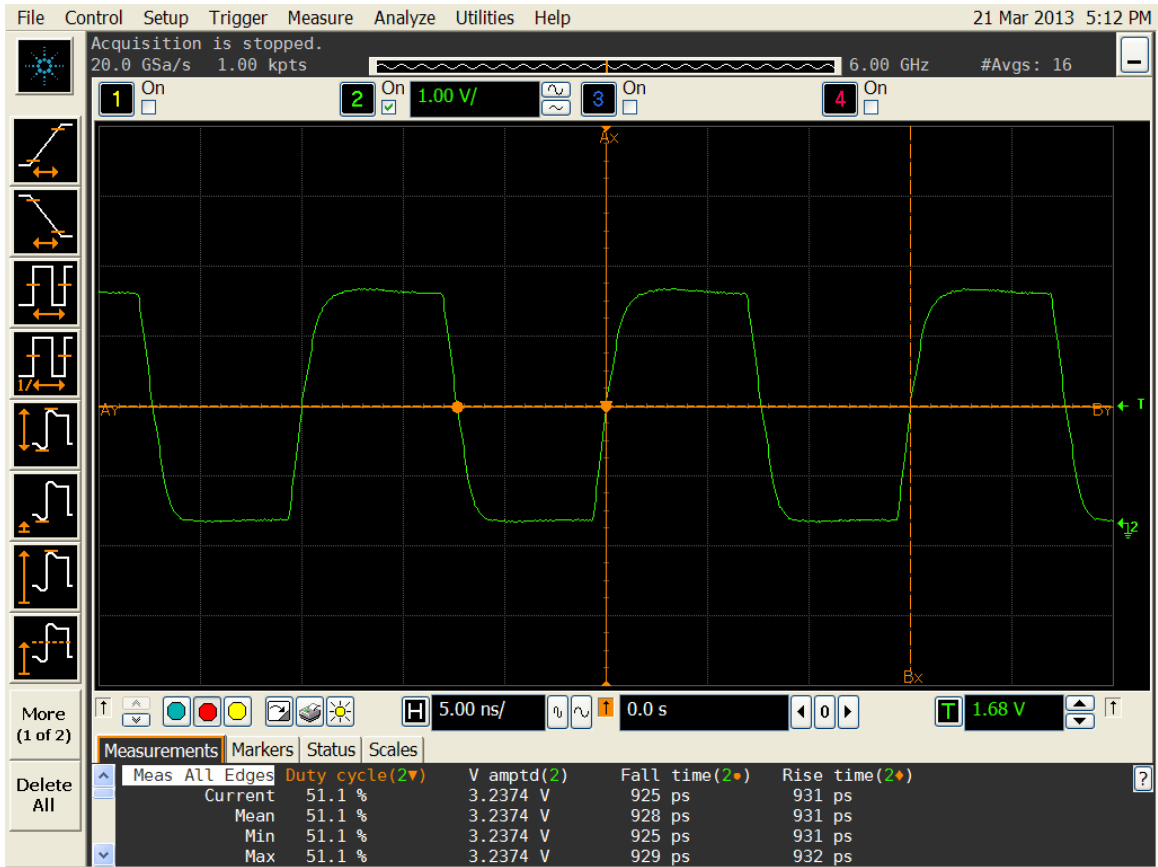 File Control Setup Trigger Measure Analyze Utilities Help 21 Mar 2013 5:12 PM
Acquisition is stopped.
20.0 GSa/s 1.00 kpts 6.00 GHz #Avgs: 16
1 On 2 On 1.00 V/ 3 On 4 On
Ax
AY BY T
2
Bx
1/
More
(1 of 2)
Delete
All
H 5.00 ns/ 0.0 s 0 T 1.68 V
Measurements Markers Status Scales
Meas All Edges Duty cycle(2▼) V amptd(2) Fall time(2●) Rise time(2♦) ?
Current 51.1 % 3.2374 V 925 ps 931 ps
Mean 51.1 % 3.2374 V 928 ps 931 ps
Min 51.1 % 3.2374 V 925 ps 931 ps
Max 51.1 % 3.2374 V 929 ps 932 ps